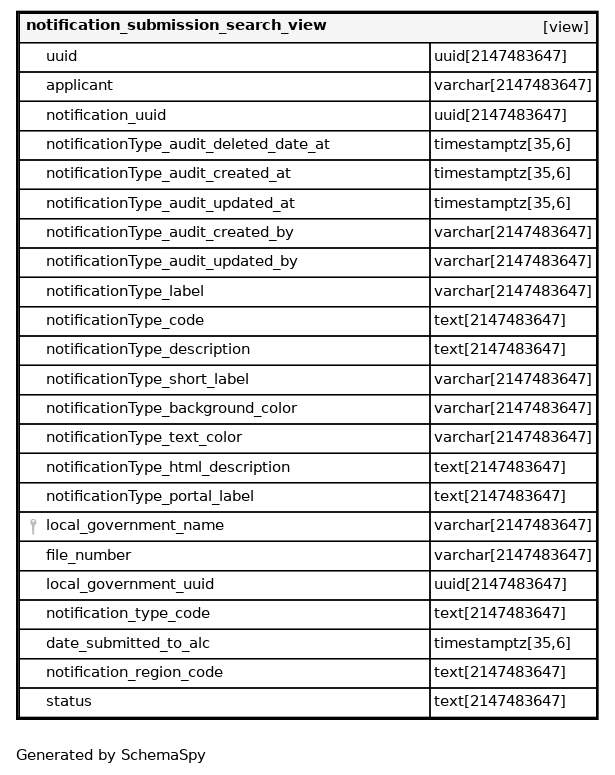 notification_submission_search_view [view]
uuid uuid[2147483647]
applicant varchar[2147483647]
notification_uuid uuid[2147483647]
notificationType_audit_deleted_date_at timestamptz[35,6]
notificationType_audit_created_at timestamptz[35,6]
notificationType_audit_updated_at timestamptz[35,6]
notificationType_audit_created_by varchar[2147483647]
notificationType_audit_updated_by varchar[2147483647]
notificationType_label varchar[2147483647]
notificationType_code text[2147483647]
notificationType_description text[2147483647]
notificationType_short_label varchar[2147483647]
notificationType_background_color varchar[2147483647]
notificationType_text_color varchar[2147483647]
notificationType_html_description text[2147483647]
notificationType_portal_label text[2147483647]
local_government_name varchar[2147483647]
file_number varchar[2147483647]
local_government_uuid uuid[2147483647]
notification_type_code text[2147483647]
date_submitted_to_alc timestamptz[35,6]
notification_region_code text[2147483647]
status text[2147483647]
Generated by SchemaSpy